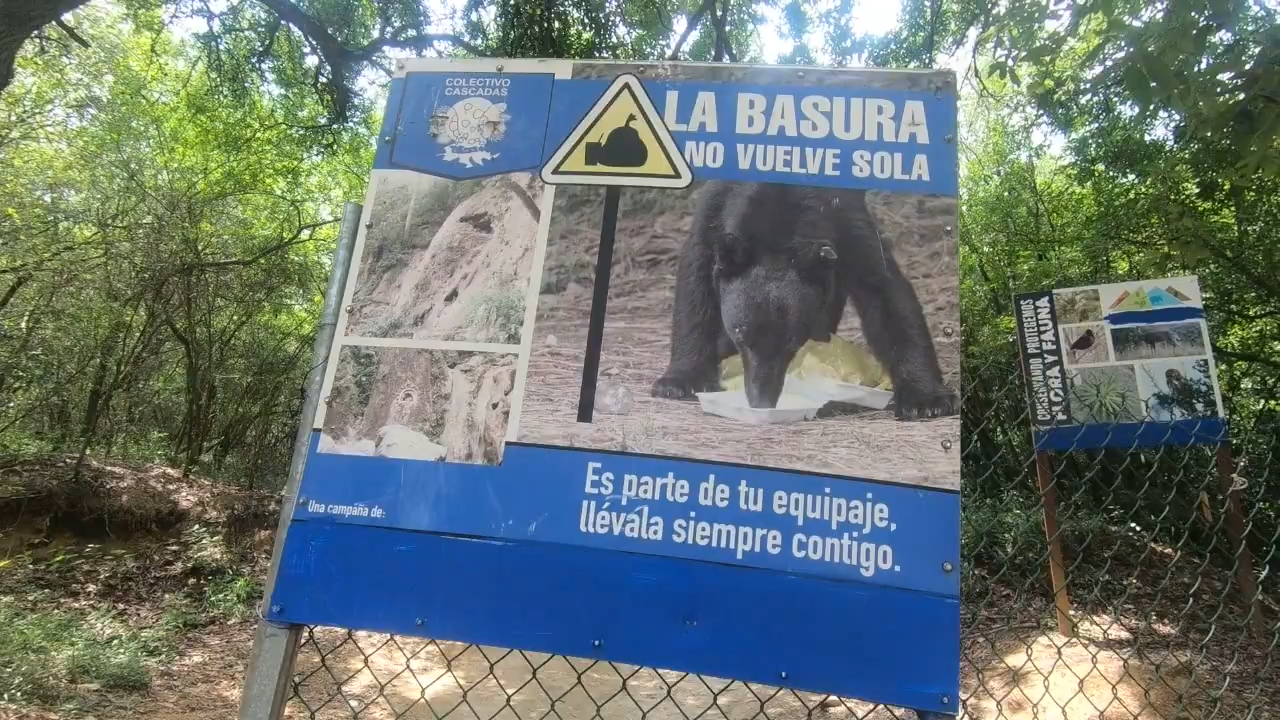 COLECTIVO
CASCADAS
LA BASURA
NO VUELVE SOLA
Es parte de tu equipaje,
llévala siempre contigo.
Una campaña de:
CONSERVANDO PROTEGEMOS
FLORA Y FAUNA